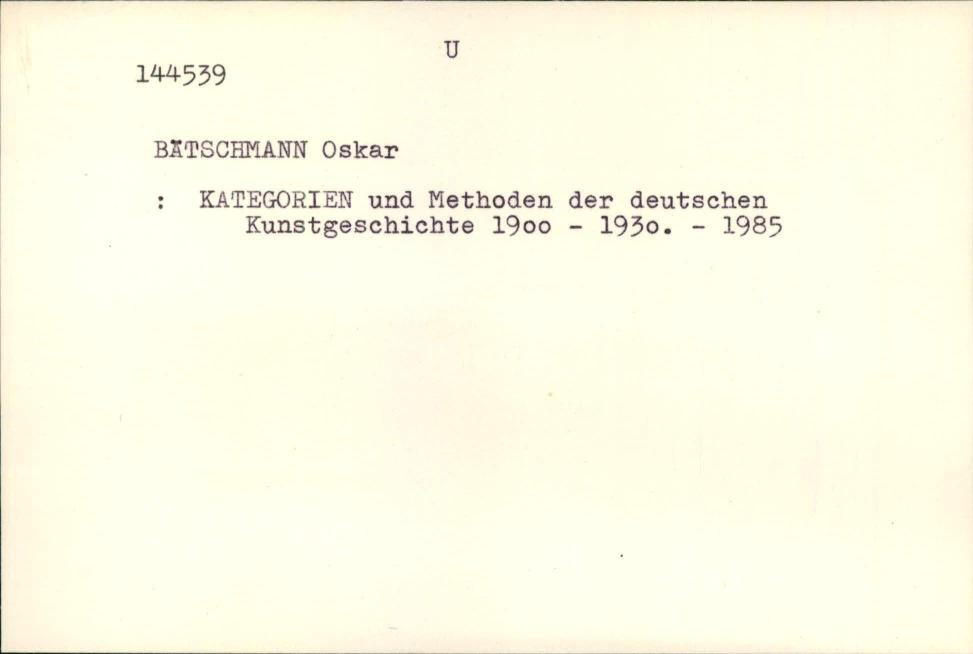 U
144539
BÄTSCHMANN Oskar
: KATEGORIEN und Methoden der deutschen
Kunstgeschichte 19oo - 193o. - 1985